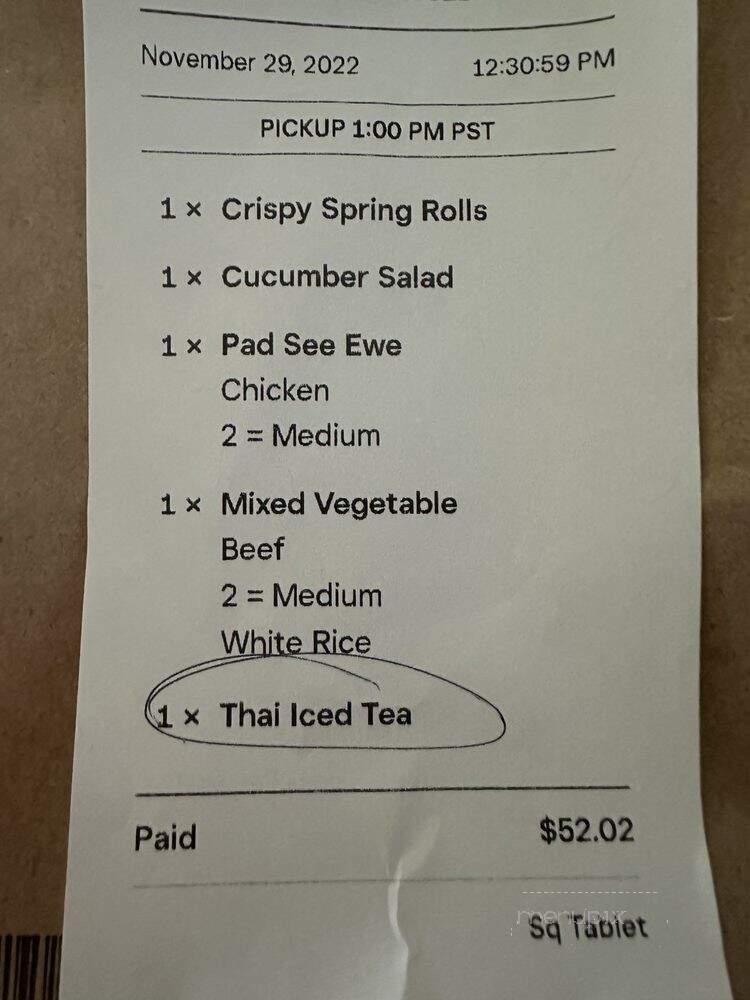 November 29, 2022 12:30:59 PM
PICKUP 1:00 PM PST
1 × Crispy Spring Rolls
1 × Cucumber Salad
1 × Pad See Ewe
Chicken
2 = Medium
1 × Mixed Vegetable
Beef
2 = Medium
White Rice
1 × Thai Iced Tea
Paid $52.02
menupix
Sq Tablet